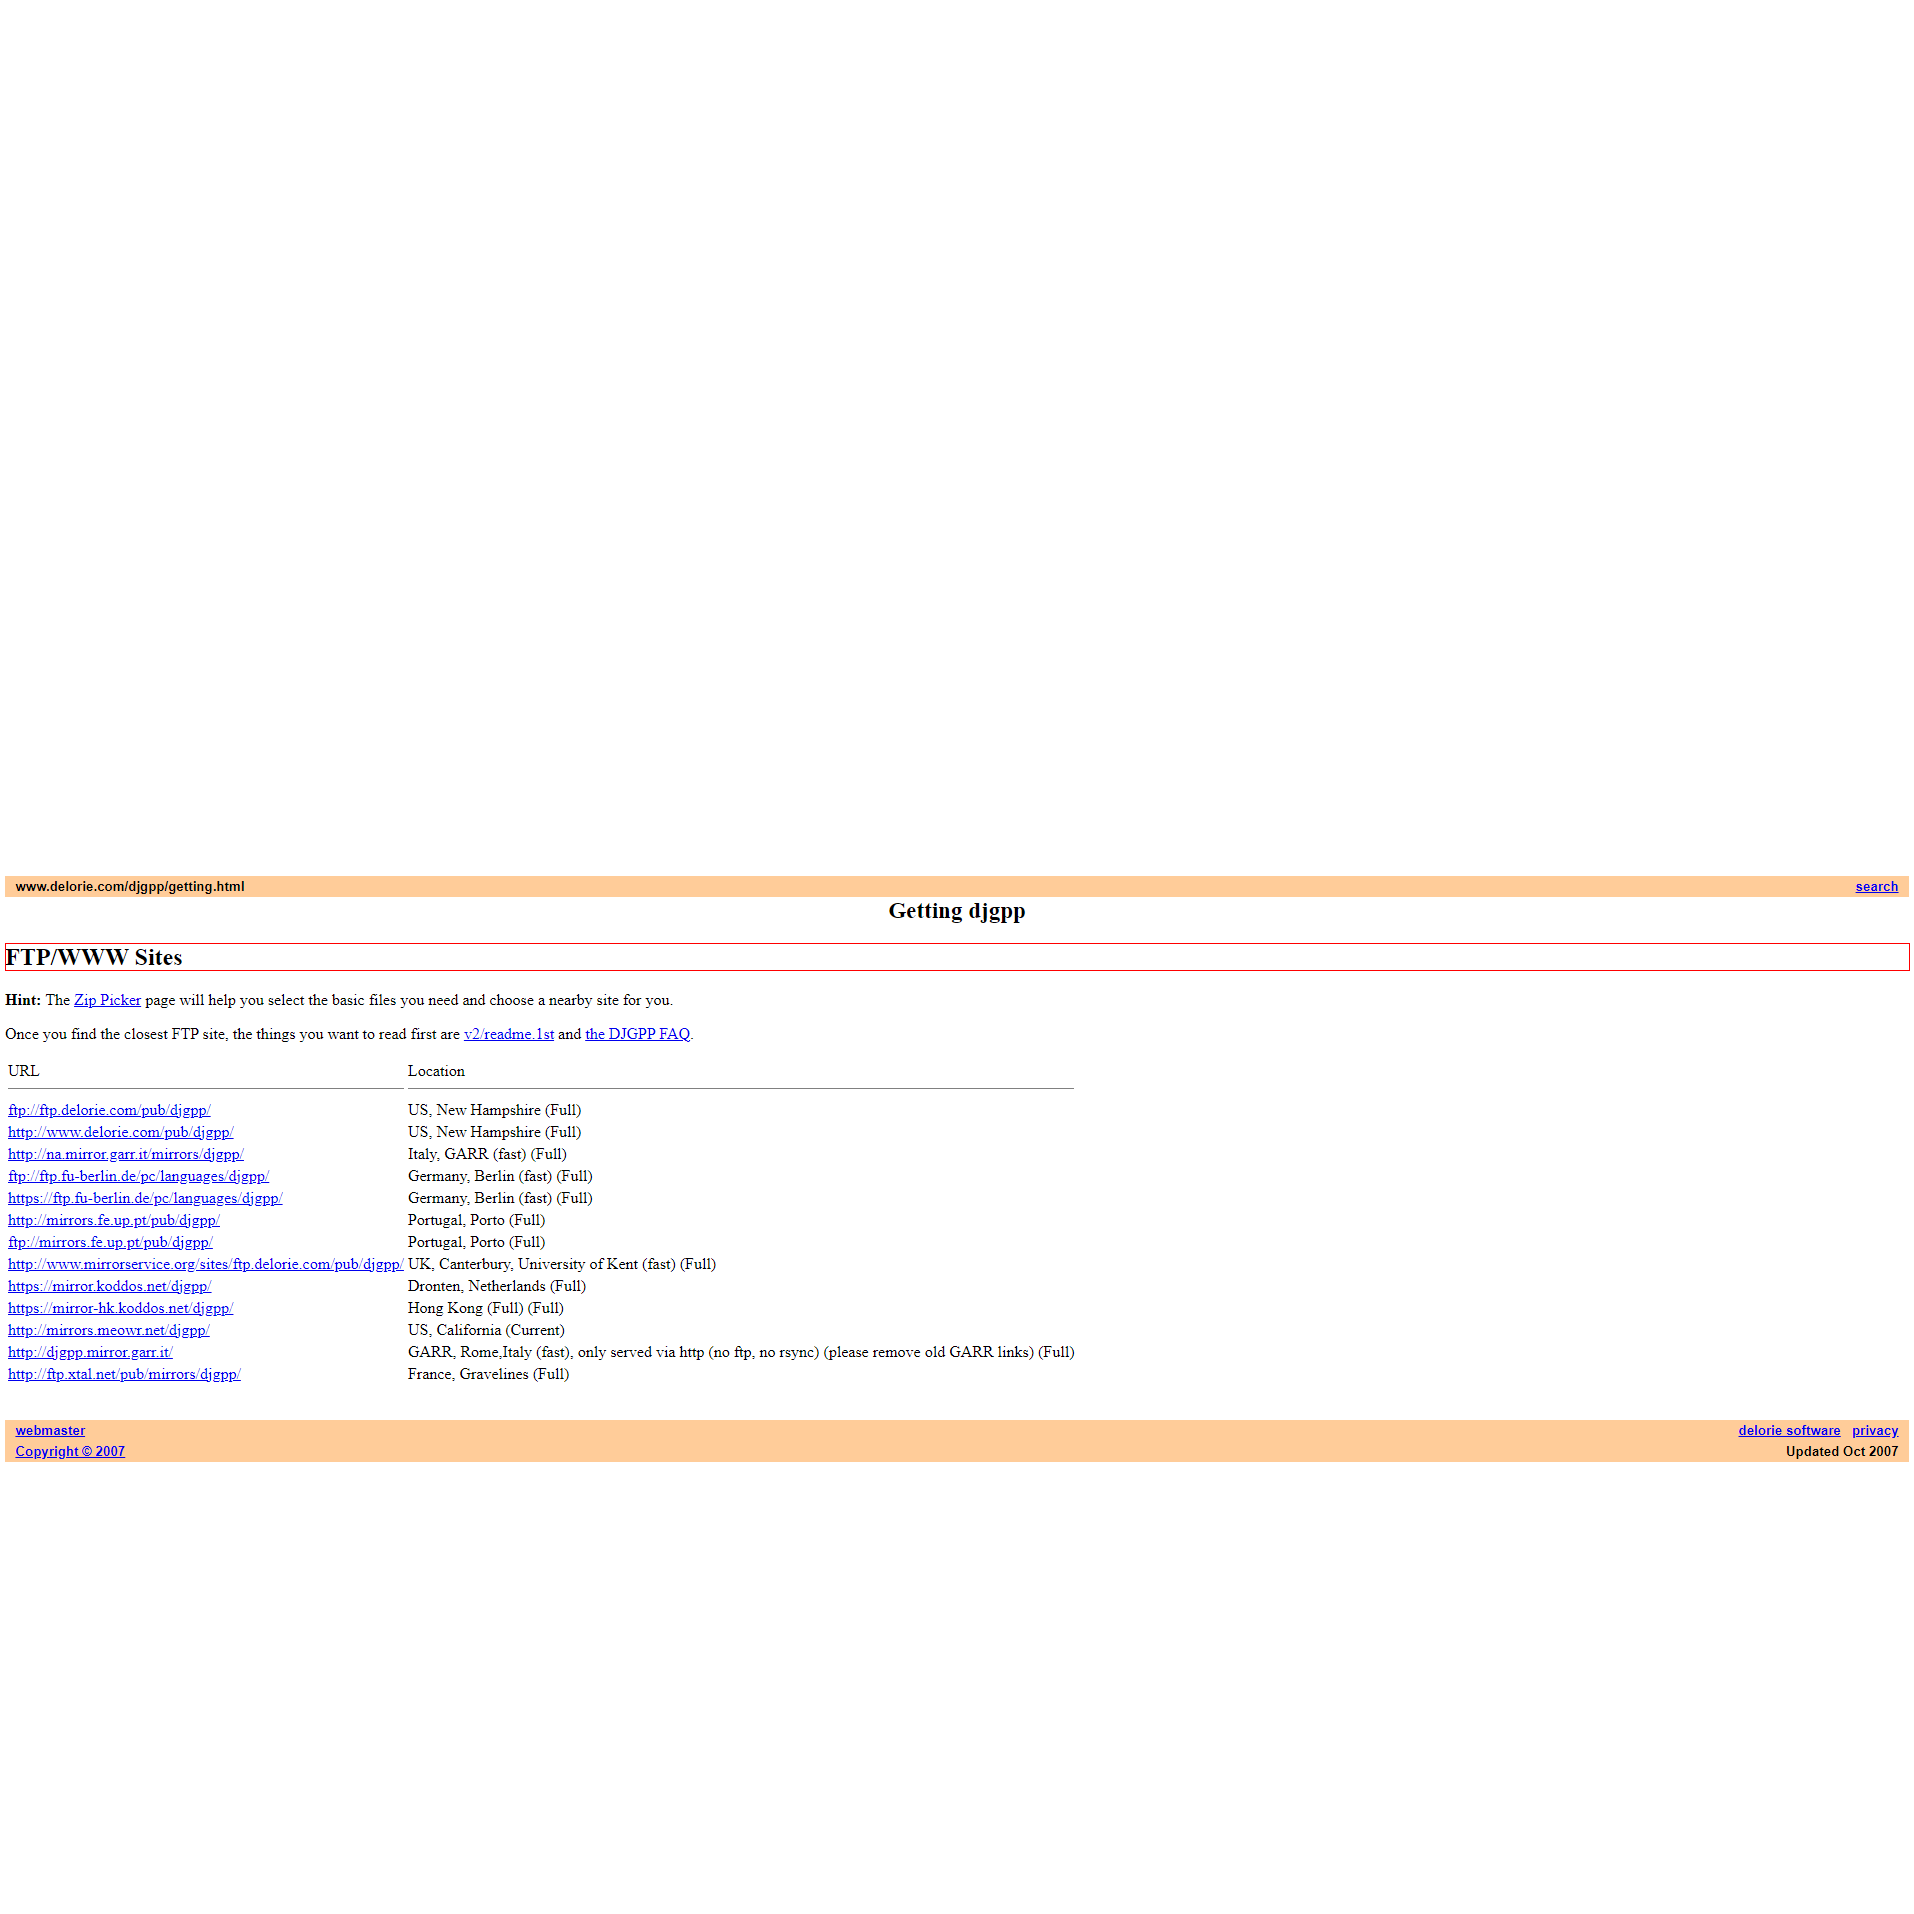 www.delorie.com/djgpp/getting.html search
Getting djgpp
FTP/WWW Sites
Hint: The Zip Picker page will help you select the basic files you need and choose a nearby site for you.
Once you find the closest FTP site, the things you want to read first are v2/readme.1st and the DJGPP FAQ.
URL Location
ftp://ftp.delorie.com/pub/djgpp/ US, New Hampshire (Full)
http://www.delorie.com/pub/djgpp/ US, New Hampshire (Full)
http://na.mirror.garr.it/mirrors/djgpp/ Italy, GARR (fast) (Full)
ftp://ftp.fu-berlin.de/pc/languages/djgpp/ Germany, Berlin (fast) (Full)
https://ftp.fu-berlin.de/pc/languages/djgpp/ Germany, Berlin (fast) (Full)
http://mirrors.fe.up.pt/pub/djgpp/ Portugal, Porto (Full)
ftp://mirrors.fe.up.pt/pub/djgpp/ Portugal, Porto (Full)
http://www.mirrorservice.org/sites/ftp.delorie.com/pub/djgpp/ UK, Canterbury, University of Kent (fast) (Full)
https://mirror.koddos.net/djgpp/ Dronten, Netherlands (Full)
https://mirror-hk.koddos.net/djgpp/ Hong Kong (Full) (Full)
http://mirrors.meowr.net/djgpp/ US, California (Current)
http://djgpp.mirror.garr.it/ GARR, Rome,Italy (fast), only served via http (no ftp, no rsync) (please remove old GARR links) (Full)
http://ftp.xtal.net/pub/mirrors/djgpp/ France, Gravelines (Full)
webmaster delorie software privacy
Copyright © 2007 Updated Oct 2007